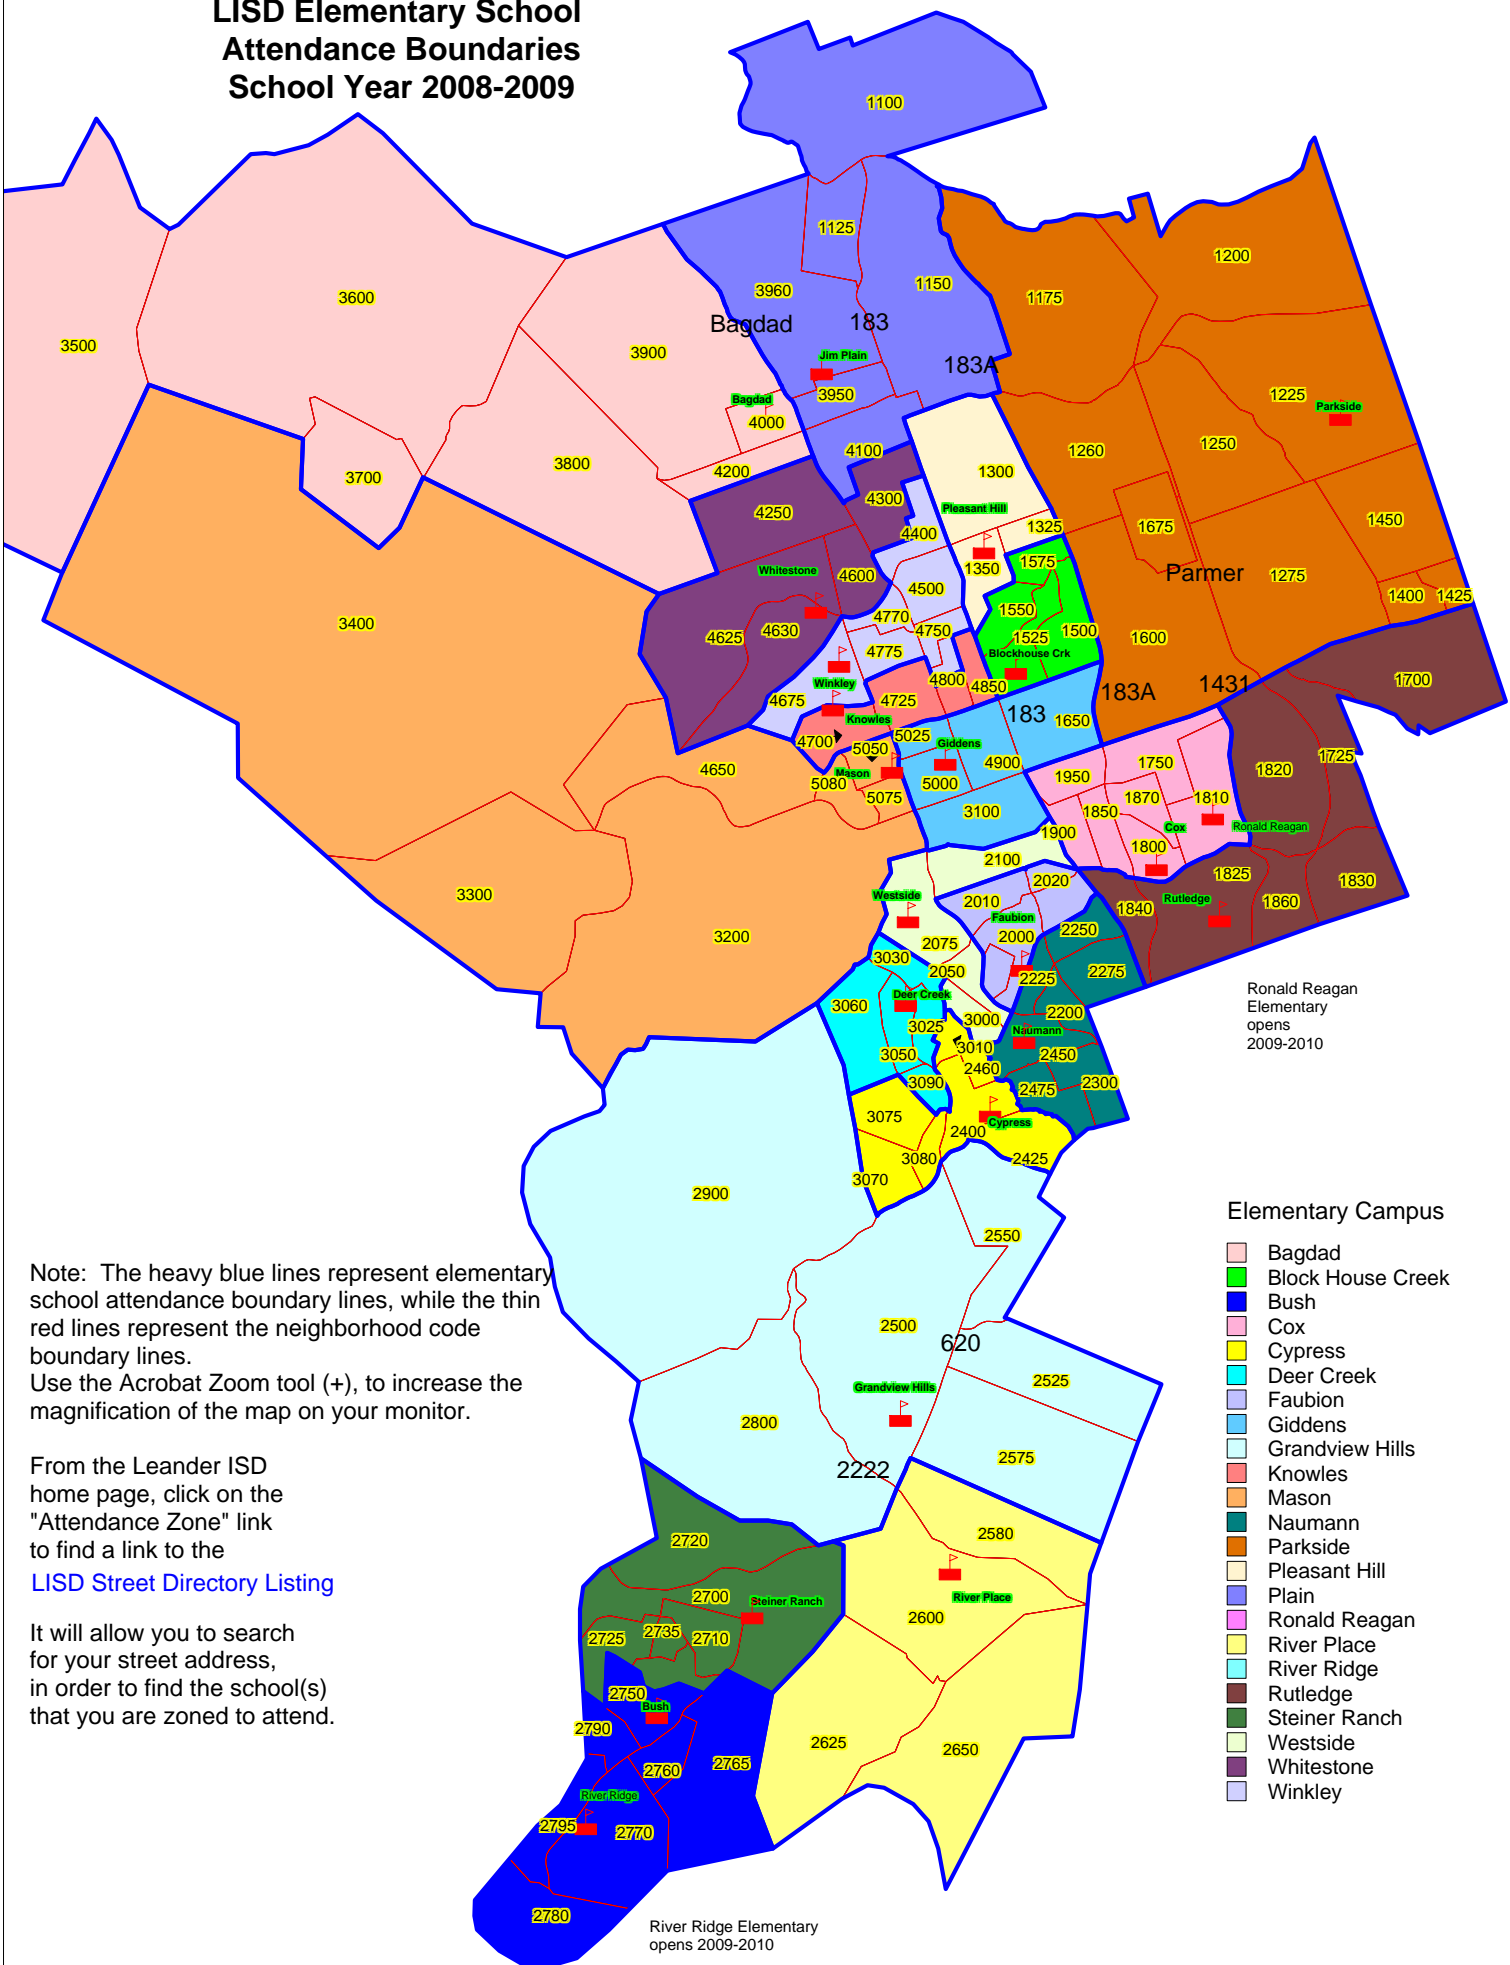 LISD Elementary School
Attendance Boundaries
School Year 2008-2009
1100
1125
1200
3600
3960
1150
1175
Bagdad
183
3500
3900
Jim Plain
183A
1225
Bagdad
3950
Parkside
4000
1250
4100
1260
3700
3800
4200
1300
4250
4300
Pleasant Hill
1450
4400
1325
1675
Whitestone
4600
1350
1575
Parmer
1275
4500
1400
1425
3400
4770
1550
4625
4630
4750
1525
1500
1600
4775
Blockhouse Crk
Winkley
4800
4850
183A
1431
1700
4675
4725
183
1650
Knowles
4700
5025
5050
Giddens
1725
4650
Mason
4900
1750
1820
5080
5000
1950
5075
1870
1810
3100
1850
1900
Cox
Ronald Reagan
1800
2100
3300
2020
1825
1830
Westside
2010
1840
Rutledge
1860
Faubion
3200
2075
2000
2250
3030
2050
2225
2275
Deer Creek
3060
3000
2200
Ronald Reagan
Elementary
opens
2009-2010
3025
Naumann
3050
3010
2450
2460
3090
2475
2300
3075
2400
Cypress
3080
2425
3070
2900
2550
Elementary Campus
Bagdad
Block House Creek
Bush
Cox
Cypress
Deer Creek
Faubion
Giddens
Grandview Hills
Knowles
Mason
Naumann
Parkside
Pleasant Hill
Plain
Ronald Reagan
River Place
River Ridge
Rutledge
Steiner Ranch
Westside
Whitestone
Winkley
Note: The heavy blue lines represent elementary
school attendance boundary lines, while the thin
red lines represent the neighborhood code
boundary lines.
Use the Acrobat Zoom tool (+), to increase the
magnification of the map on your monitor.
From the Leander ISD
home page, click on the
"Attendance Zone" link
to find a link to the
LISD Street Directory Listing
It will allow you to search
for your street address,
in order to find the school(s)
that you are zoned to attend.
2500
620
2525
Grandview Hills
2800
2575
2222
2720
2580
2700
Steiner Ranch
River Place
2600
2725
2735
2710
2750
Bush
2790
2625
2650
2760
2765
River Ridge
2795
2770
2780
River Ridge Elementary
opens 2009-2010